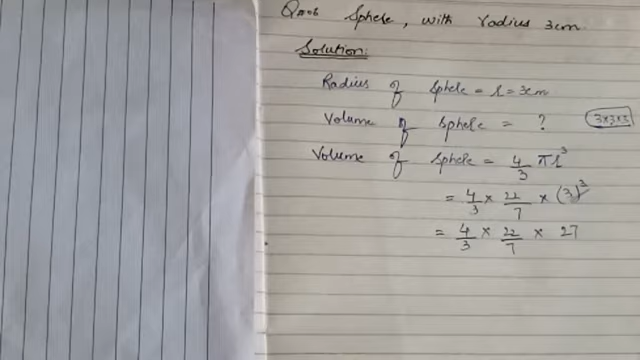 Sphere, with radius 3cm.
Solution:
Radius of Sphere = r = 3cm
Volume of Sphere = ?
3×3×3
Volume of Sphere = 4/3 πr³
= 4/3 × 22/7 × (3)³
= 4/3 × 22/7 × 27